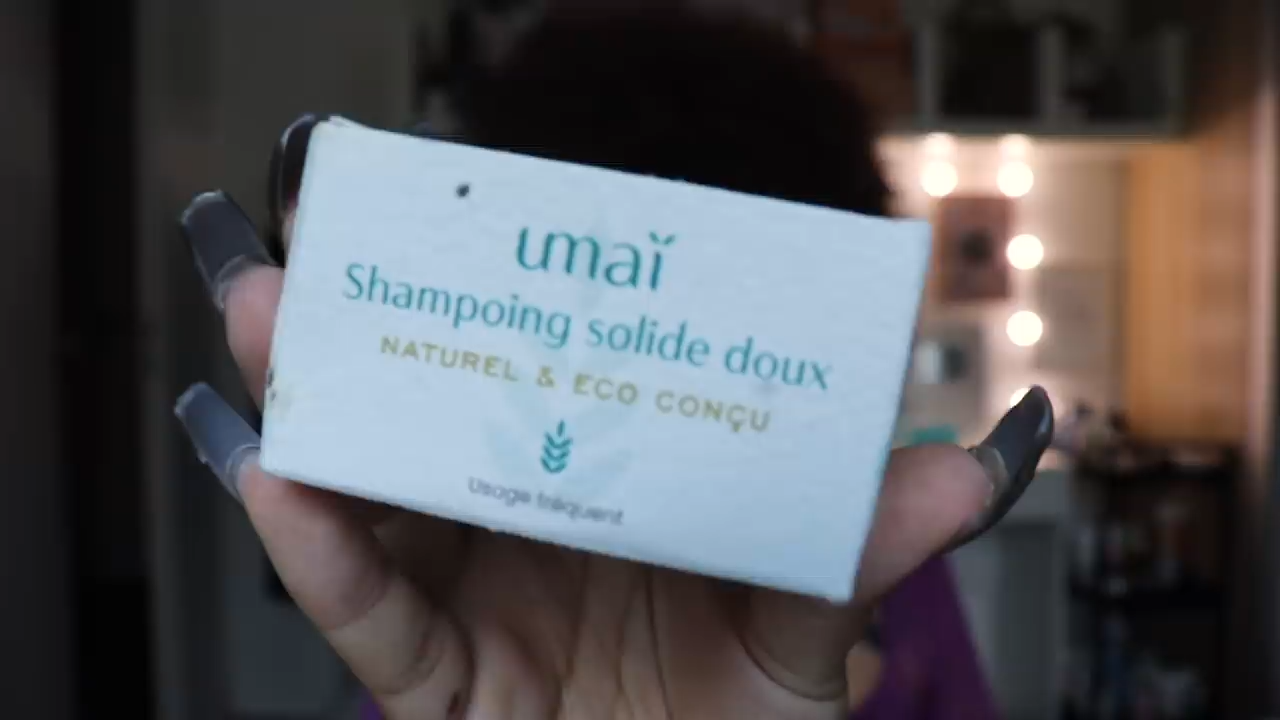 umaï
Shampoing solide doux
NATUREL & ECO CONÇU
Usage fréquent